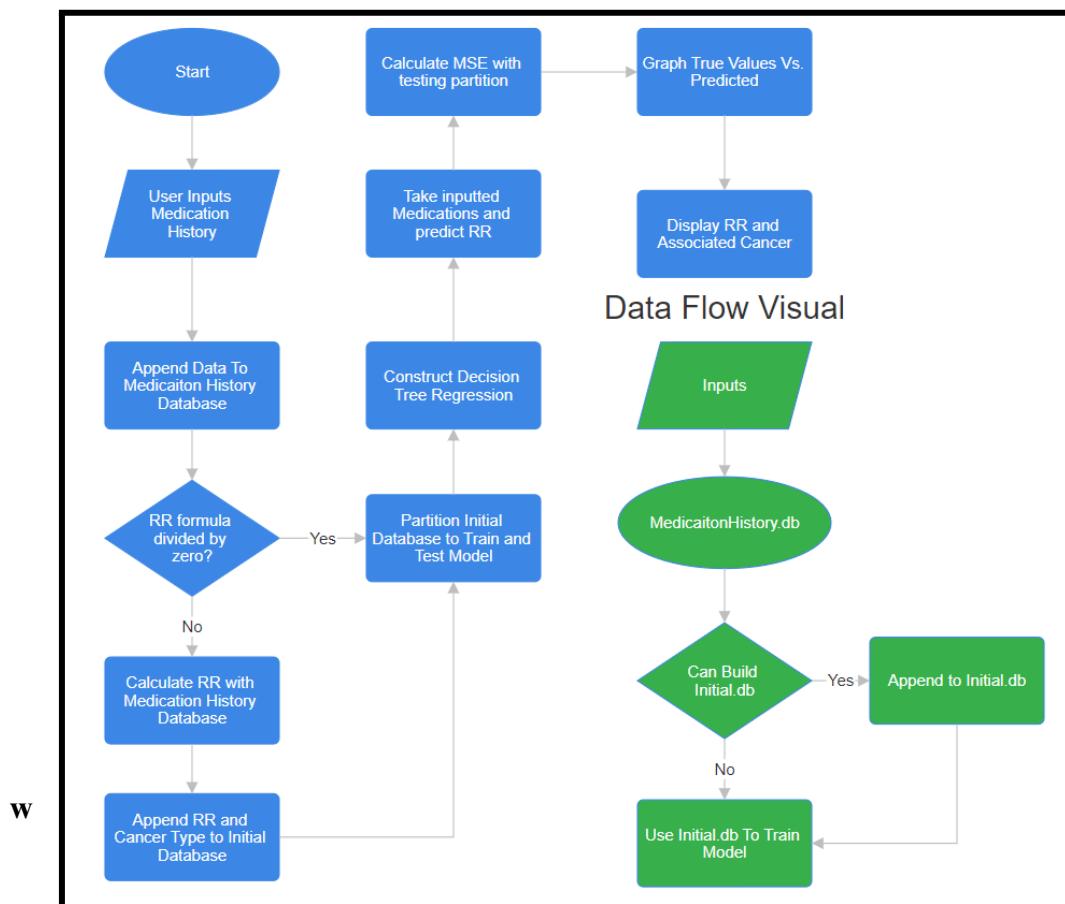 Start
User Inputs
Medication
History
Append Data To
Medicaiton History
Database
RR formula
divided by
zero?
Yes
No
Calculate RR with
Medication History
Database
Append RR and
Cancer Type to Initial
Database
Partition Initial
Database to Train and
Test Model
Construct Decision
Tree Regression
Take inputted
Medications and
predict RR
Calculate MSE with
testing partition
Graph True Values Vs.
Predicted
Display RR and
Associated Cancer
Data Flow Visual
Inputs
MedicaitonHistory.db
Can Build
Initial.db
Yes
Append to Initial.db
No
Use Initial.db To Train
Model
w